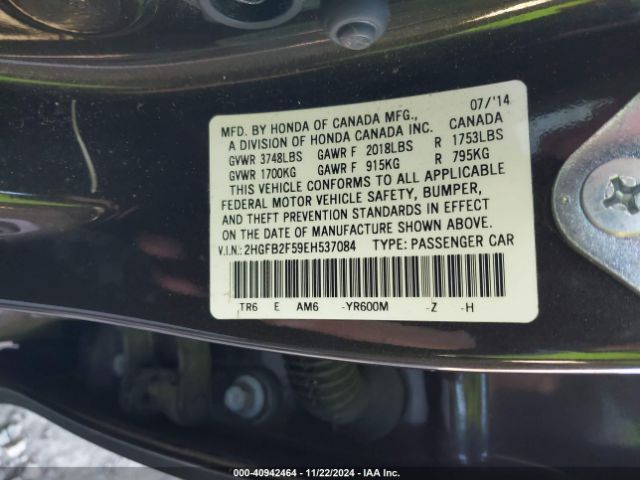 07/'14
MFD. BY HONDA OF CANADA MFG.,
A DIVISION OF HONDA CANADA INC. CANADA
GVWR 3748LBS GAWR F 2018LBS R 1753LBS
GVWR 1700KG GAWR F 915KG R 795KG
THIS VEHICLE CONFORMS TO ALL APPLICABLE
FEDERAL MOTOR VEHICLE SAFETY, BUMPER,
AND THEFT PREVENTION STANDARDS IN EFFECT
ON THE DATE OF MANUFACTURE SHOWN ABOVE.
V.I.N.: 2HGFB2F59EH537084 TYPE: PASSENGER CAR
TR6 E AM6 -YR600M -Z -H
000-40942464 - 11/22/2024 - IAA Inc.